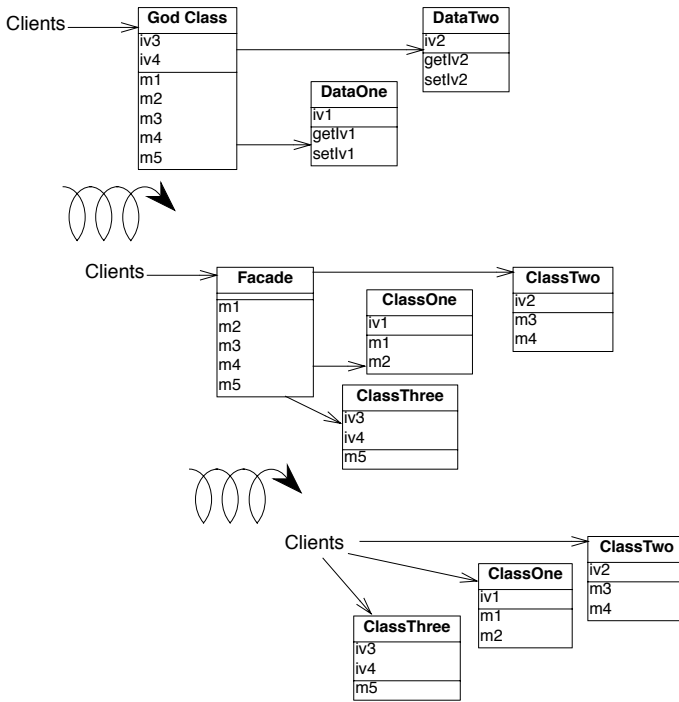 Clients
God Class
iv3
iv4
m1
m2
m3
m4
m5
DataTwo
iv2
getIv2
setIv2
DataOne
iv1
getIv1
setIv1
Clients
Facade
m1
m2
m3
m4
m5
ClassOne
iv1
m1
m2
ClassTwo
iv2
m3
m4
ClassThree
iv3
iv4
m5
Clients
ClassTwo
iv2
m3
m4
ClassOne
iv1
m1
m2
ClassThree
iv3
iv4
m5